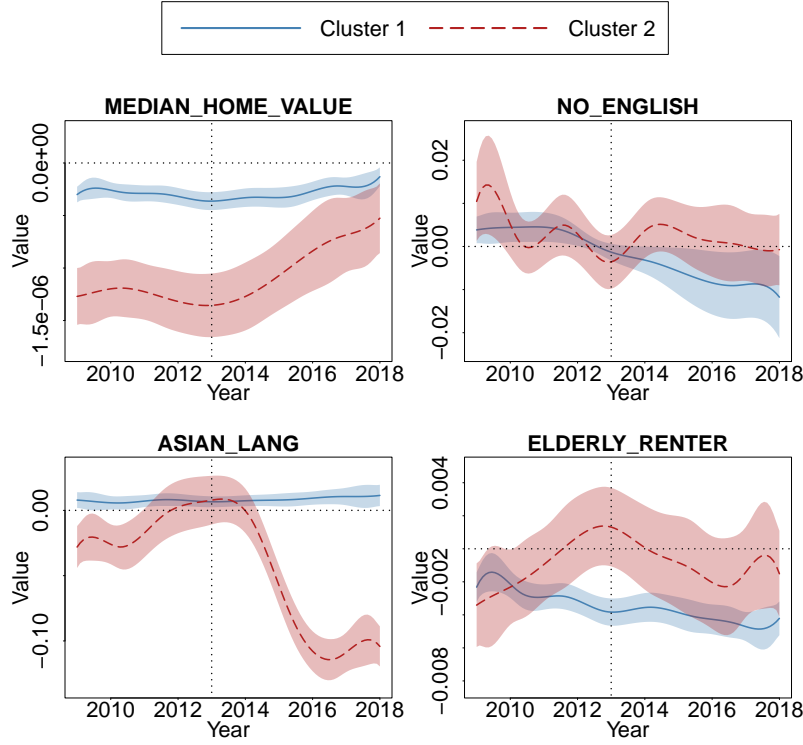 Cluster 1 Cluster 2
MEDIAN_HOME_VALUE
Value
0.0e+00
−1.5e−06
2010 2012 2014 2016 2018
Year
NO_ENGLISH
Value
0.02
0.00
−0.02
2010 2012 2014 2016 2018
Year
ASIAN_LANG
Value
0.00
−0.10
2010 2012 2014 2016 2018
Year
ELDERLY_RENTER
Value
0.004
−0.002
−0.008
2010 2012 2014 2016 2018
Year